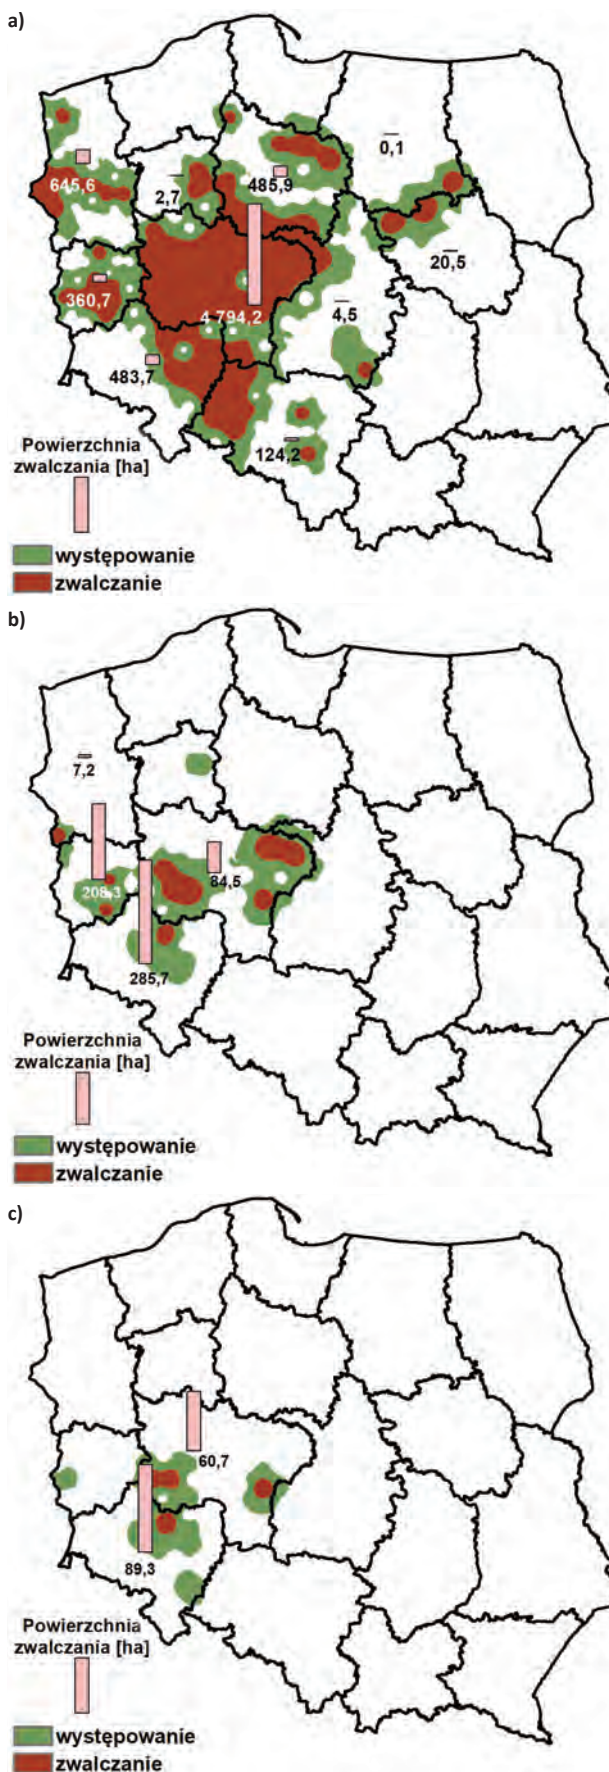 a)
0,1
645,6
2,7
485,9
20,5
360,7
4 794,2
4,5
483,7
124,2
Powierzchnia
zwalczania [ha]
występowanie
zwalczanie
b)
7,2
208,3
84,5
285,7
Powierzchnia
zwalczania [ha]
występowanie
zwalczanie
c)
60,7
89,3
Powierzchnia
zwalczania [ha]
występowanie
zwalczanie